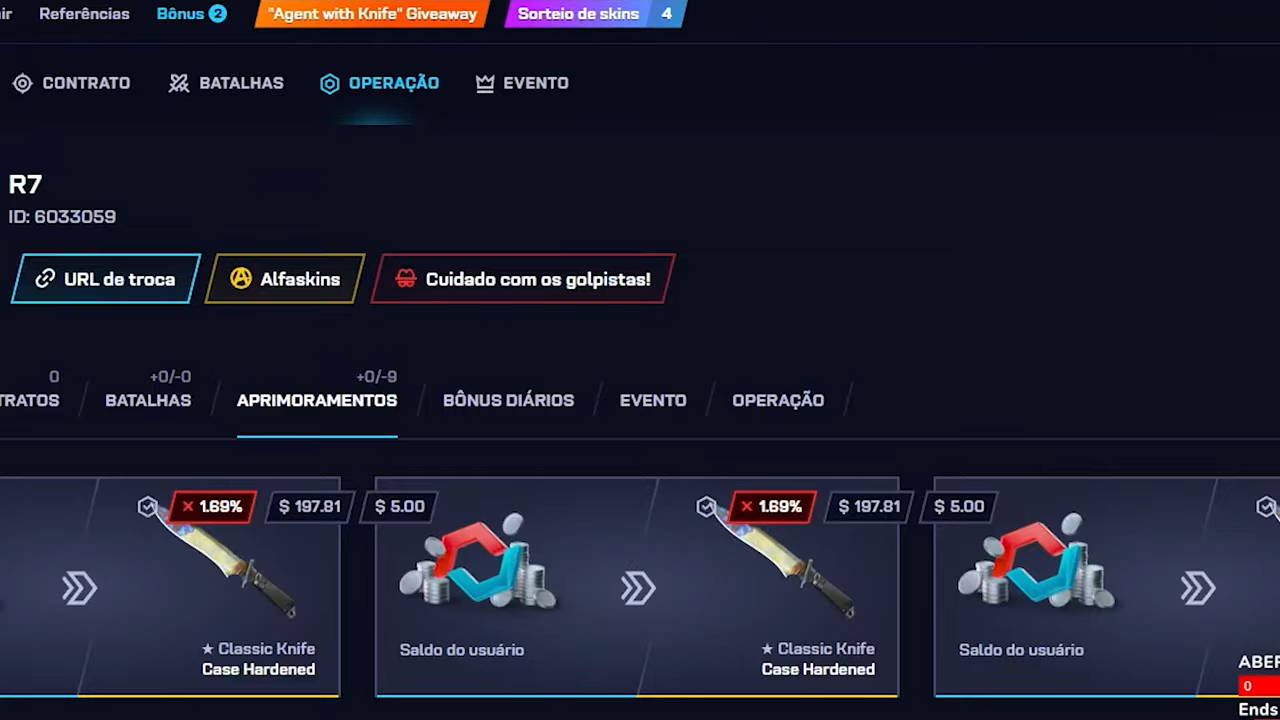 ir Referências Bônus 2 "Agent with Knife" Giveaway Sorteio de skins 4
CONTRATO BATALHAS OPERAÇÃO EVENTO
R7
ID: 6033059
URL de troca Alfaskins Cuidado com os golpistas!
0 +0/-0 +0/-9
TRATOS BATALHAS APRIMORAMENTOS BÔNUS DIÁRIOS EVENTO OPERAÇÃO
1.69% $ 197.81 $ 5.00 1.69% $ 197.81 $ 5.00
★ Classic Knife Saldo do usuário ★ Classic Knife Saldo do usuário
Case Hardened Case Hardened
ABER
0
Ends